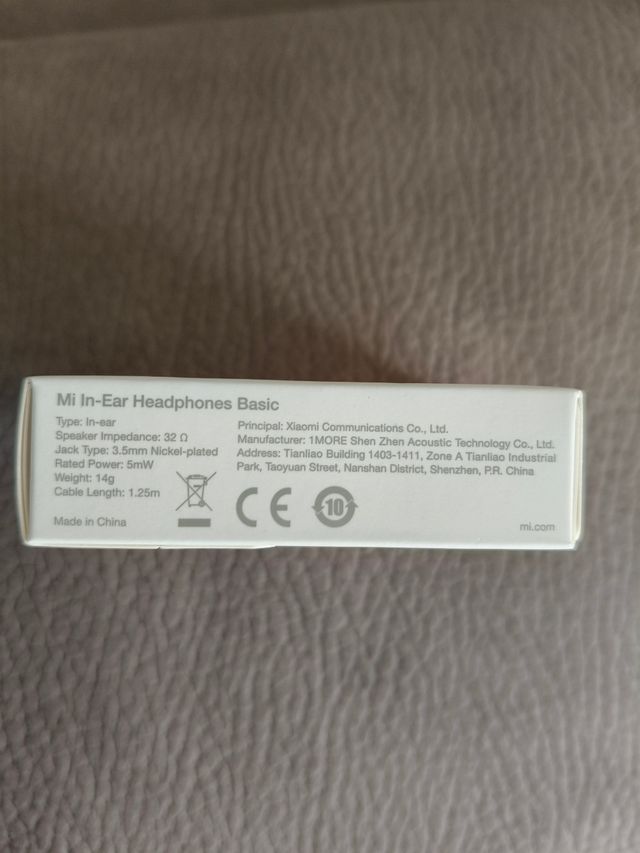 Mi In-Ear Headphones Basic
Type: In-ear
Speaker Impedance: 32 Ω
Jack Type: 3.5mm Nickel-plated
Rated Power: 5mW
Weight: 14g
Cable Length: 1.25m
Made in China
Principal: Xiaomi Communications Co., Ltd.
Manufacturer: 1MORE Shen Zhen Acoustic Technology Co., Ltd.
Address: Tianliao Building 1403-1411, Zone A Tianliao Industrial
Park, Taoyuan Street, Nanshan District, Shenzhen, P.R. China
CE
10
mi.com